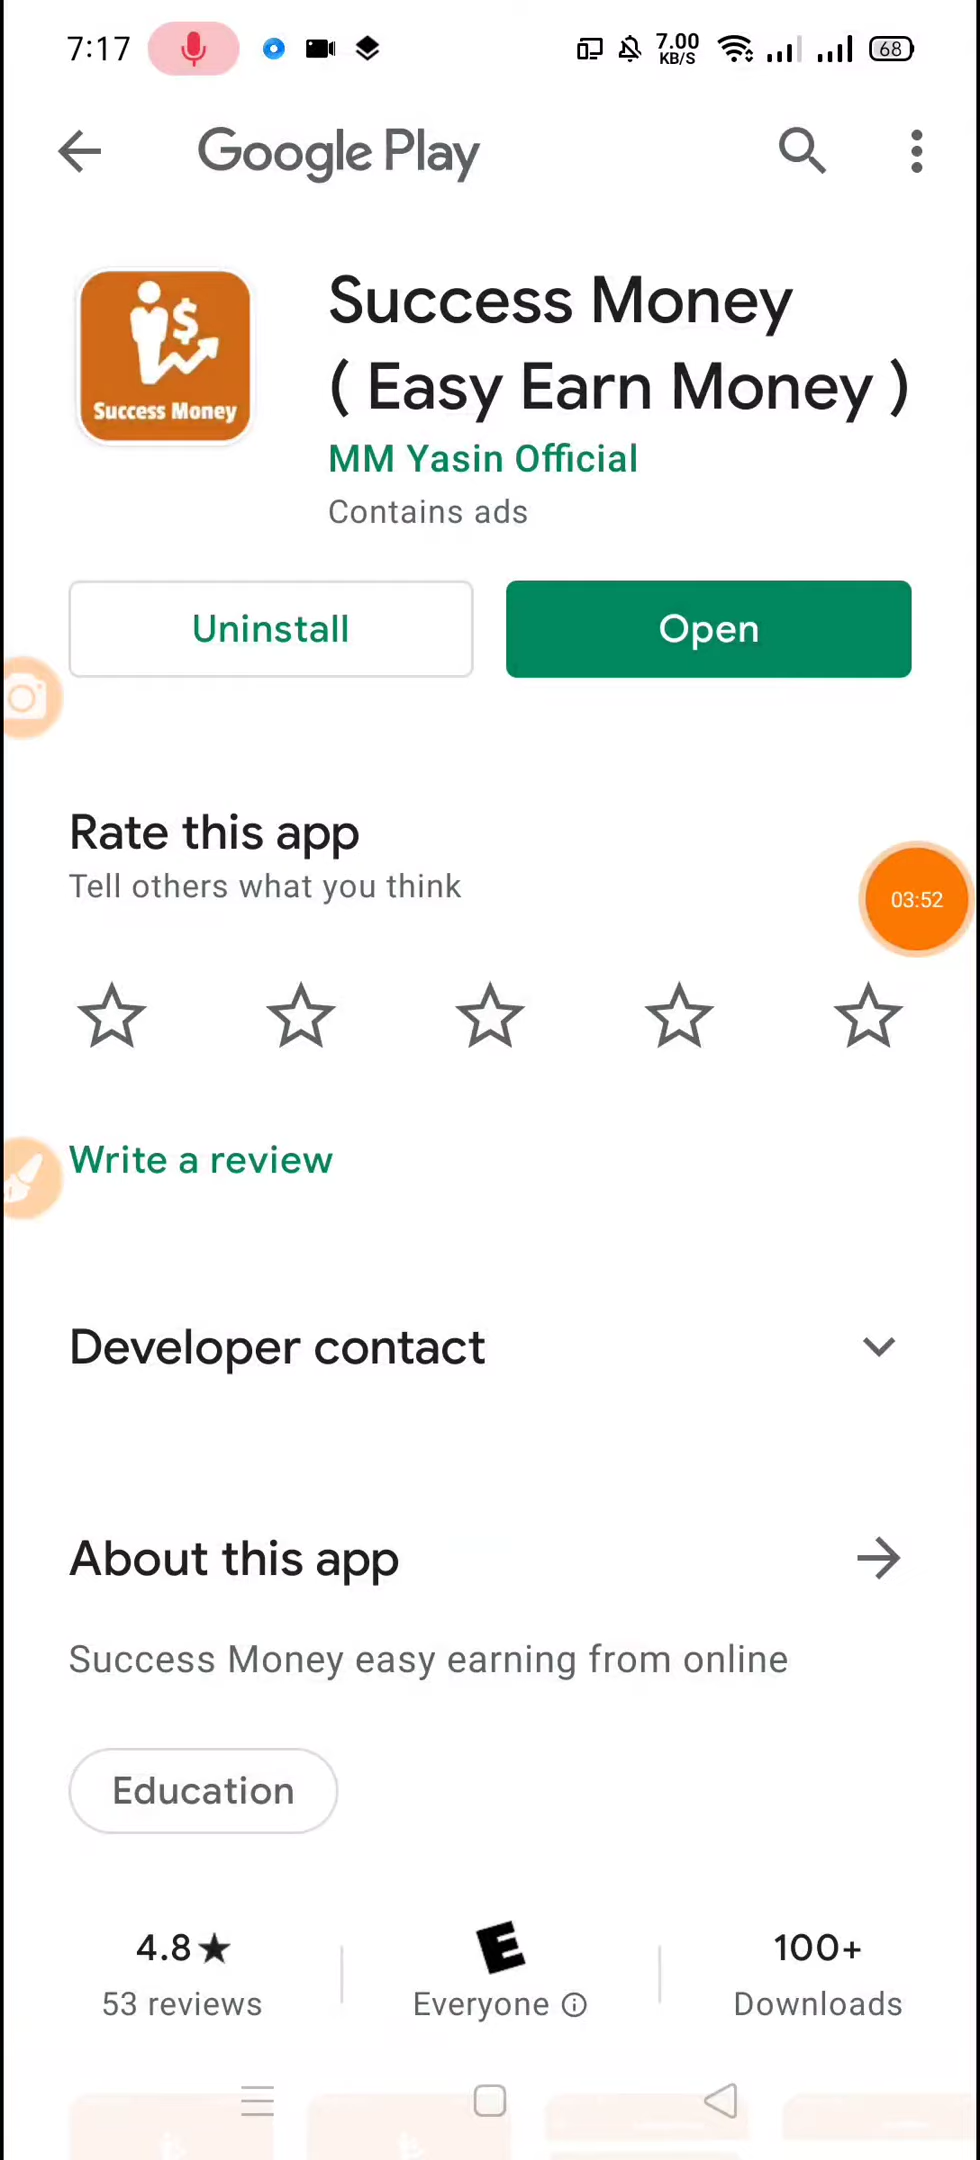 7:17
7.00
KB/S
68
Google Play
Success Money
Success Money
( Easy Earn Money )
MM Yasin Official
Contains ads
Uninstall
Open
Rate this app
Tell others what you think
03:52
Write a review
Developer contact
About this app
Success Money easy earning from online
Education
4.8★
53 reviews
E
Everyone
100+
Downloads